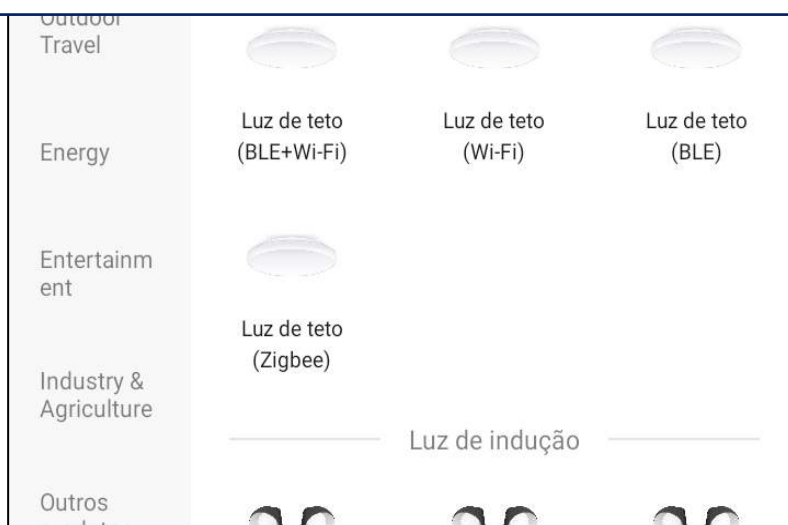 Outdoor
Travel
Energy
Entertainm
ent
Industry &
Agriculture
Outros
Luz de teto
(BLE+Wi-Fi)
Luz de teto
(Wi-Fi)
Luz de teto
(BLE)
Luz de teto
(Zigbee)
Luz de indução